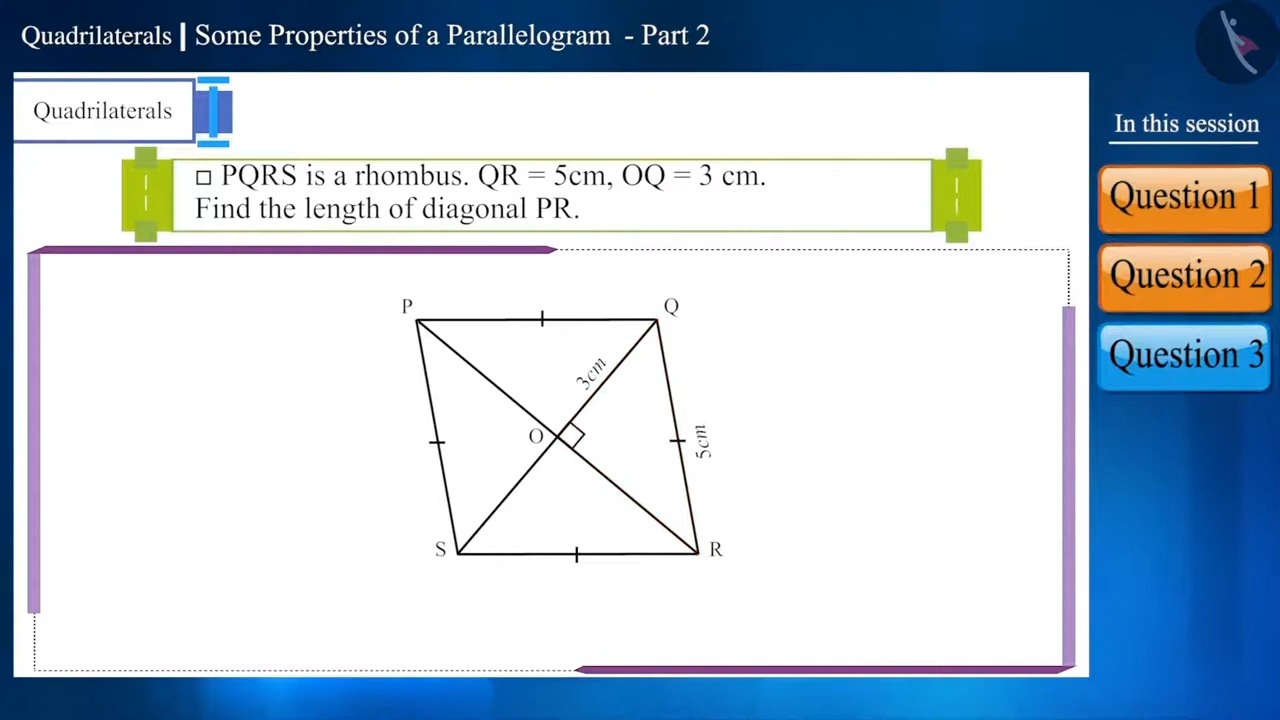 Quadrilaterals | Some Properties of a Parallelogram - Part 2
Quadrilaterals
In this session
□ PQRS is a rhombus. QR = 5cm, OQ = 3 cm.
Find the length of diagonal PR.
Question 1
Question 2
Question 3
P
Q
3cm
O
5cm
S
R